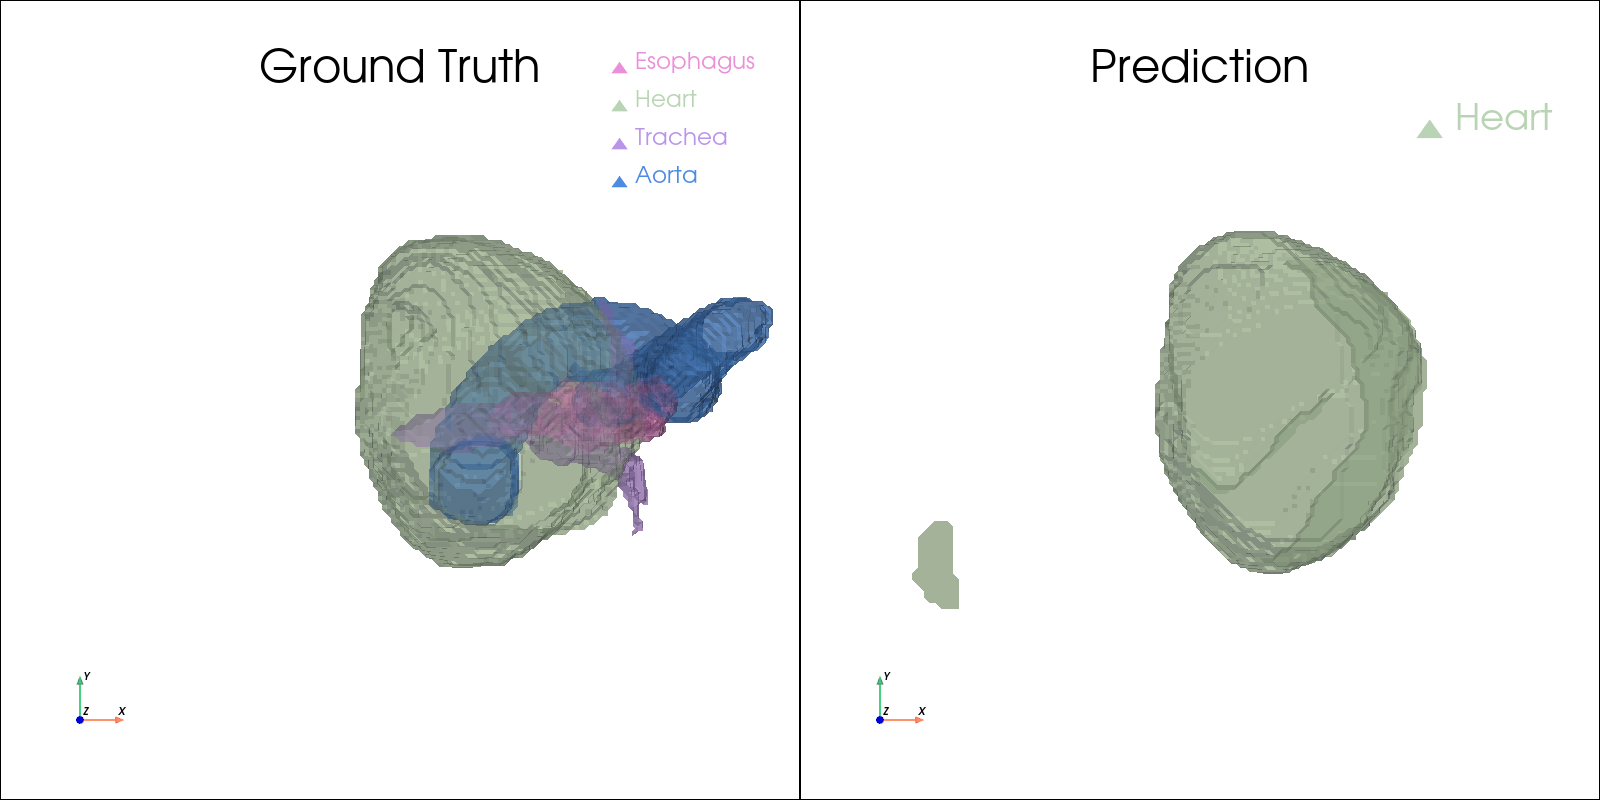 Ground Truth
Esophagus
Heart
Trachea
Aorta
Y
Z
X
Prediction
Heart
Y
Z
X